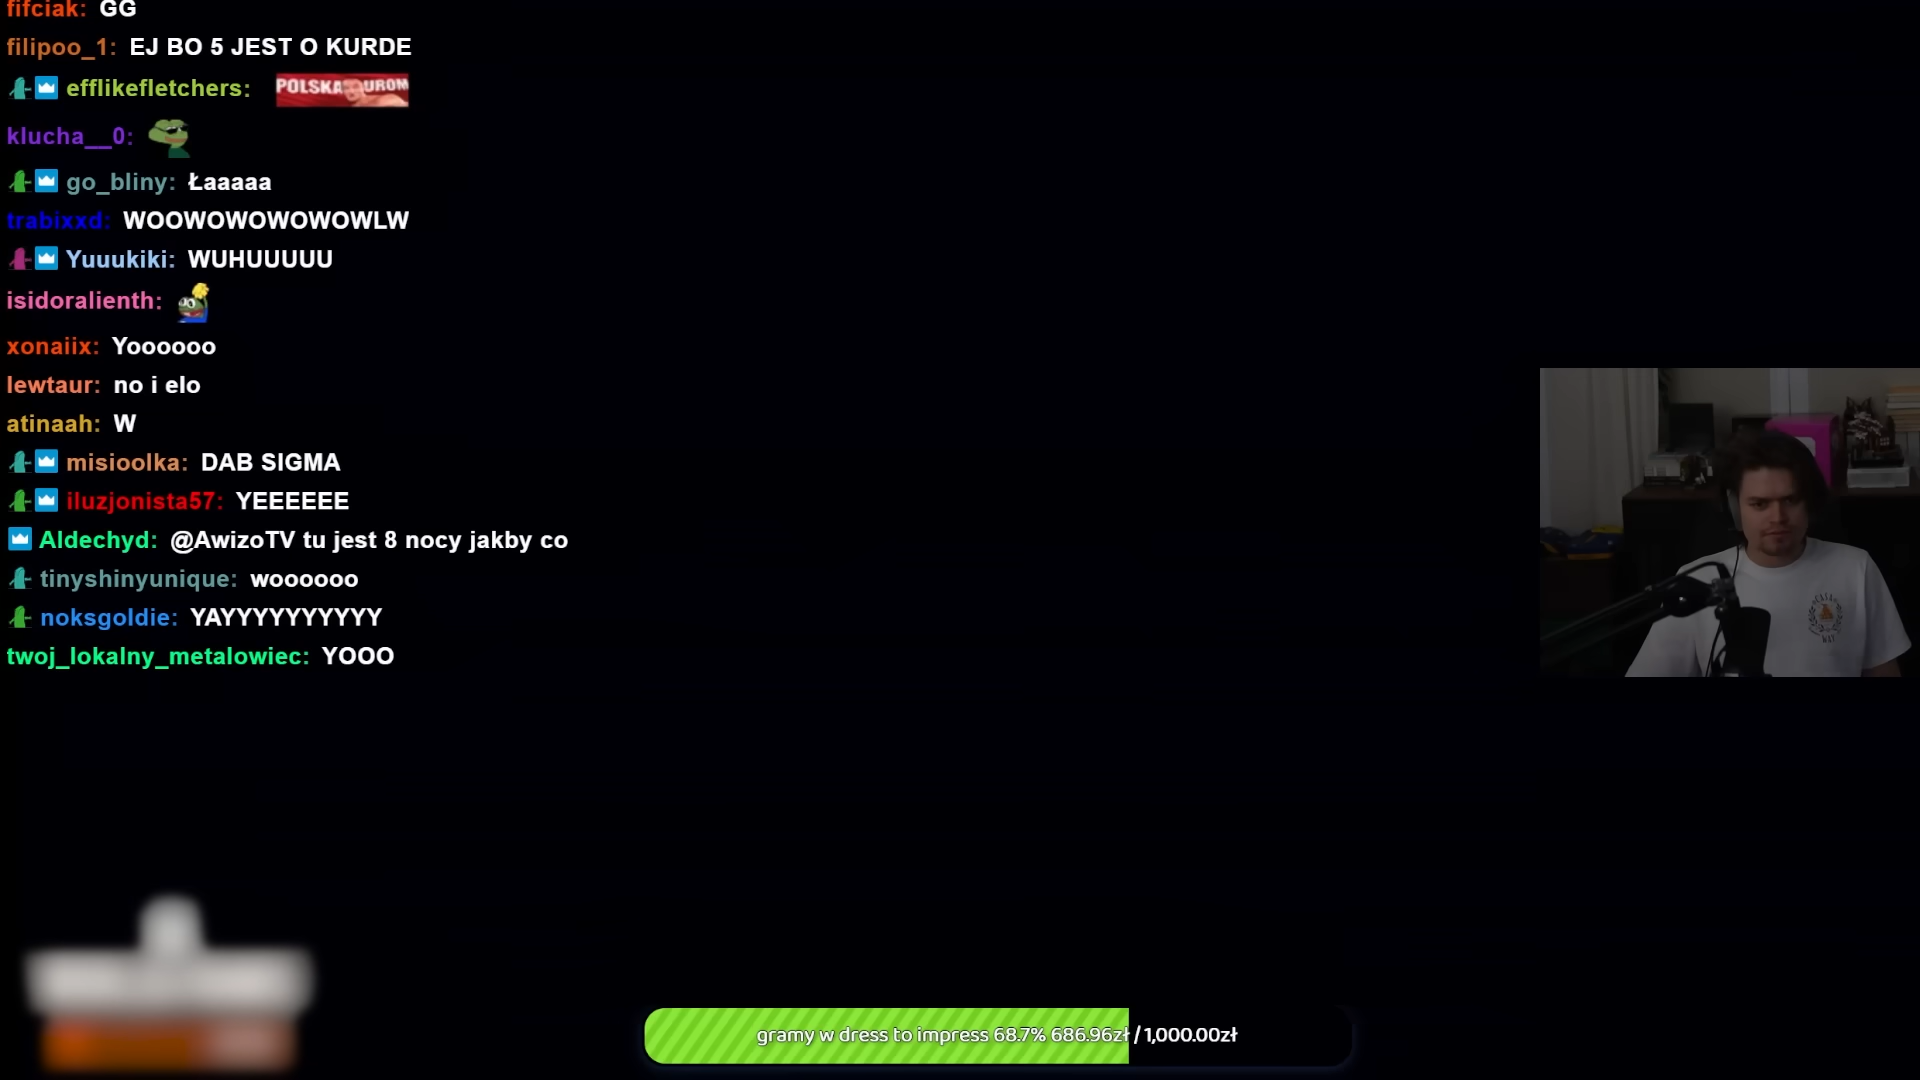 fifciak: GG
filipoo_1: EJ BO 5 JEST O KURDE
efflikefletchers: POLSKA GUROM
klucha__0:
go_bliny: Łaaaaa
trabixxd: WOOWOWOWOWOWLW
Yuuukiki: WUHUUUUU
isidoralienth:
xonaiix: Yoooooo
lewtaur: no i elo
atinaah: W
misioolka: DAB SIGMA
iluzjonista57: YEEEEEE
Aldechyd: @AwizoTV tu jest 8 nocy jakby co
tinyshinyunique: woooooo
noksgoldie: YAYYYYYYYYYY
twoj_lokalny_metalowiec: YOOO
gramy w dress to impress 68.7% 686.96zł / 1,000.00zł